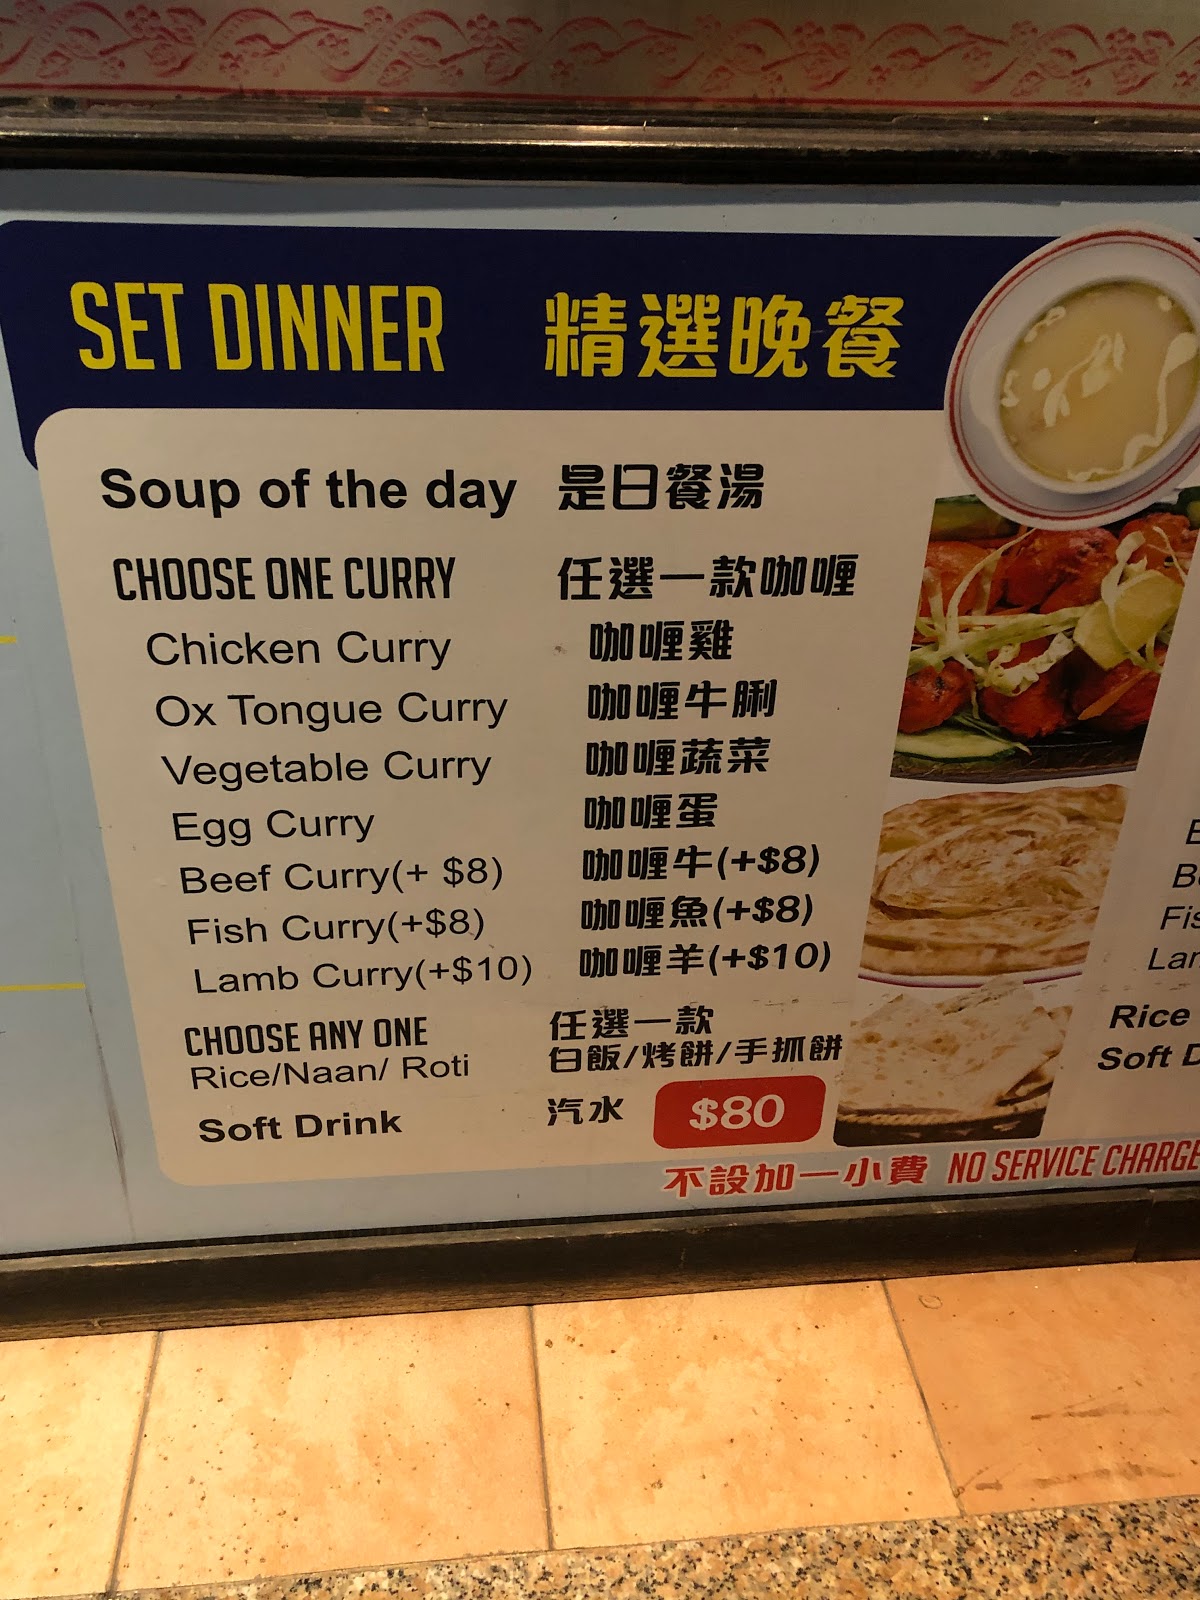 SET DINNER 精選晚餐
Soup of the day 是日餐湯
CHOOSE ONE CURRY 任選一款咖喱
Chicken Curry 咖喱雞
Ox Tongue Curry 咖喱牛脷
Vegetable Curry 咖喱蔬菜
Egg Curry 咖喱蛋
Beef Curry(+ $8) 咖喱牛(+$8)
Fish Curry(+$8) 咖喱魚(+$8)
Lamb Curry(+$10) 咖喱羊(+$10)
CHOOSE ANY ONE 任選一款
Rice/Naan/ Roti 白飯/烤餅/手抓餅
Soft Drink 汽水 $80
不設加一小費 NO SERVICE CHARGE
Rice
Soft